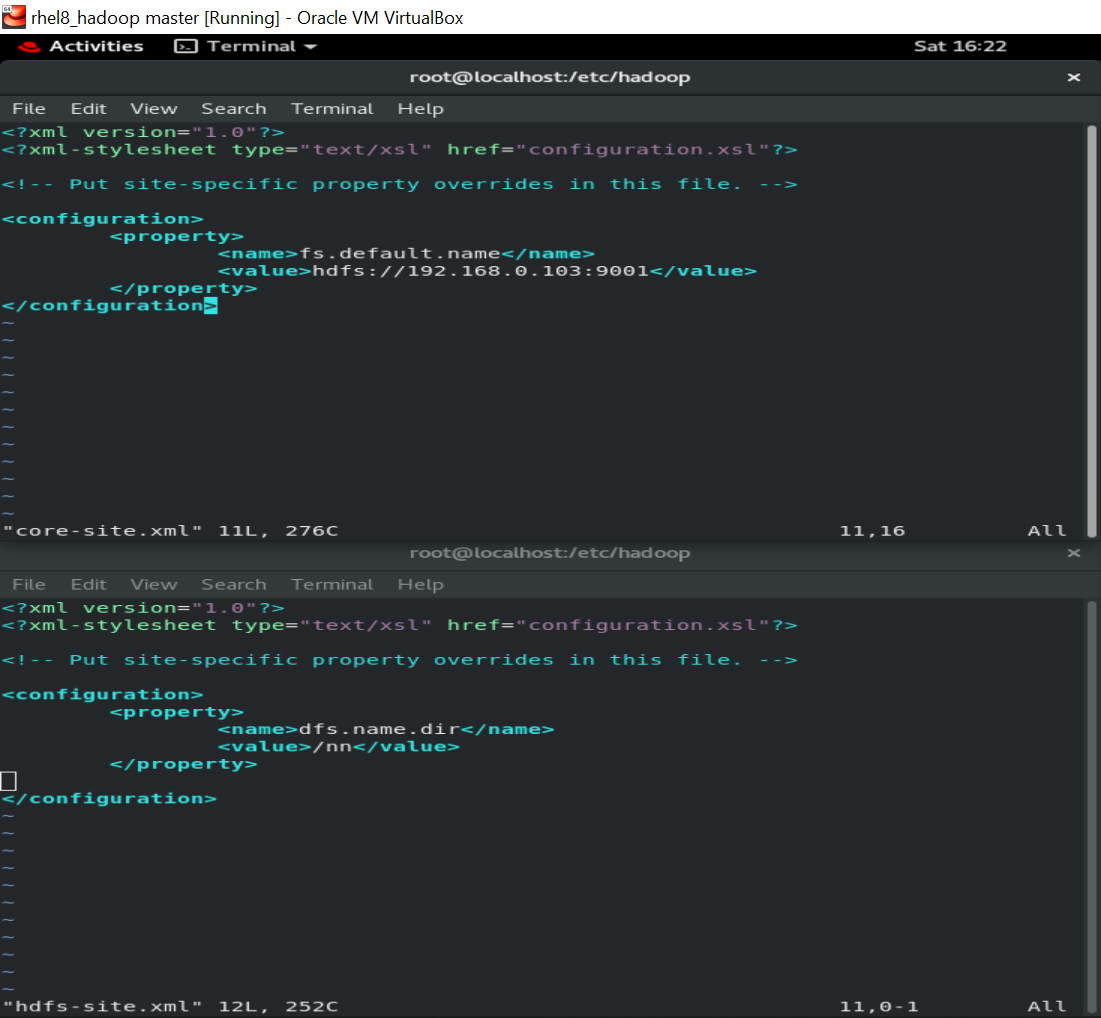 rhel8_hadoop master [Running] - Oracle VM VirtualBox
Activities Terminal Sat 16:22
root@localhost:/etc/hadoop ×
File Edit View Search Terminal Help
<?xml version="1.0"?>
<?xml-stylesheet type="text/xsl" href="configuration.xsl"?>
<!-- Put site-specific property overrides in this file. -->
<configuration>
<property>
<name>fs.default.name</name>
<value>hdfs://192.168.0.103:9001</value>
</property>
</configuration>
~
~
~
~
~
~
~
~
~
~
~
~
"core-site.xml" 11L, 276C 11,16 All
root@localhost:/etc/hadoop ×
File Edit View Search Terminal Help
<?xml version="1.0"?>
<?xml-stylesheet type="text/xsl" href="configuration.xsl"?>
<!-- Put site-specific property overrides in this file. -->
<configuration>
<property>
<name>dfs.name.dir</name>
<value>/nn</value>
</property>
</configuration>
~
~
~
~
~
~
~
~
~
~
~
"hdfs-site.xml" 12L, 252C 11,0-1 All